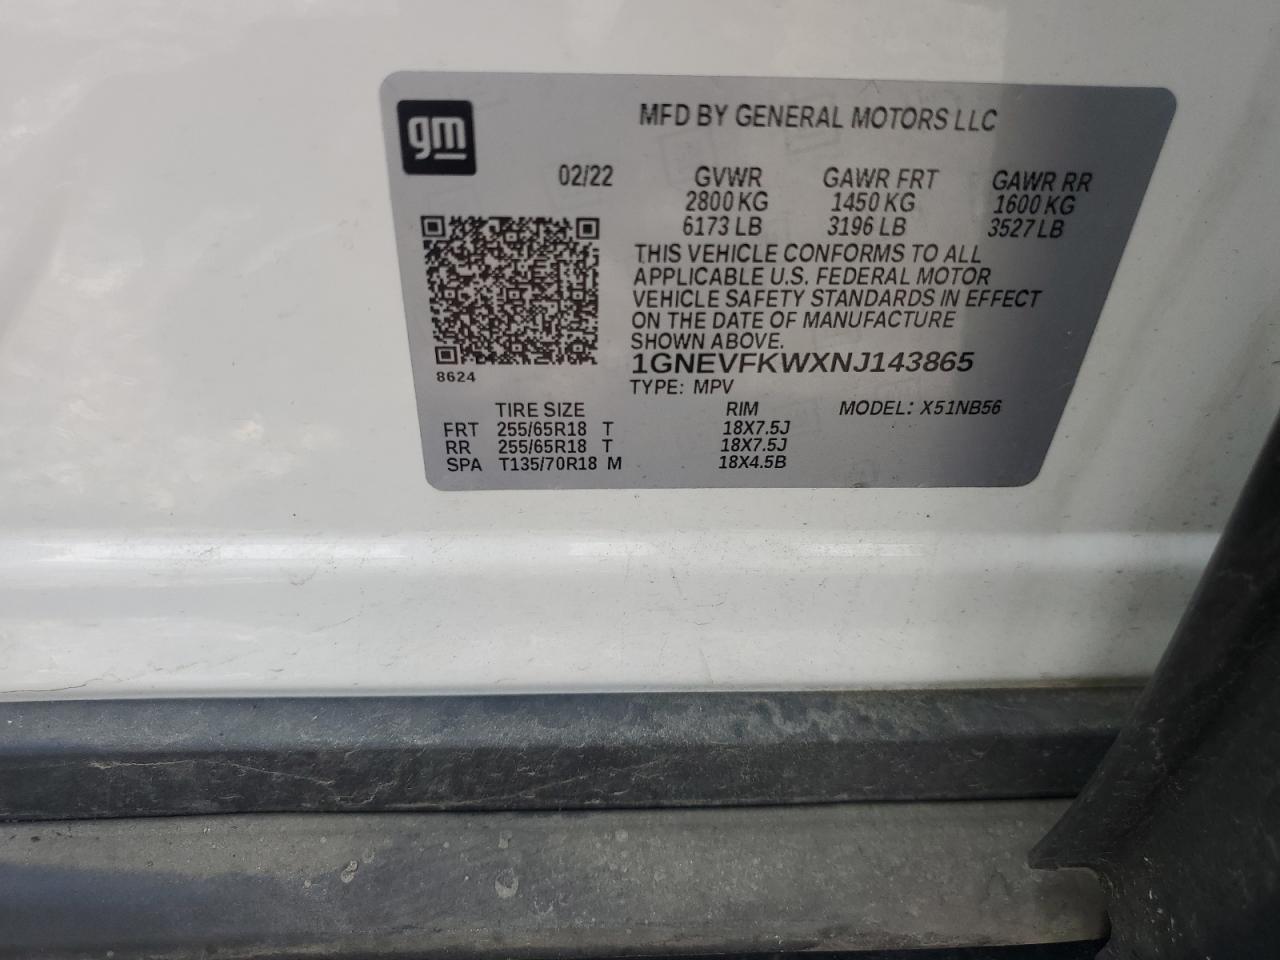 gm
MFD BY GENERAL MOTORS LLC
02/22 GVWR GAWR FRT GAWR RR
2800 KG 1450 KG 1600 KG
6173 LB 3196 LB 3527 LB
THIS VEHICLE CONFORMS TO ALL
APPLICABLE U.S. FEDERAL MOTOR
VEHICLE SAFETY STANDARDS IN EFFECT
ON THE DATE OF MANUFACTURE
SHOWN ABOVE.
1GNEVFKWXNJ143865
8624
TYPE: MPV
TIRE SIZE RIM MODEL: X51NB56
FRT 255/65R18 T 18X7.5J
RR 255/65R18 T 18X7.5J
SPA T135/70R18 M 18X4.5B